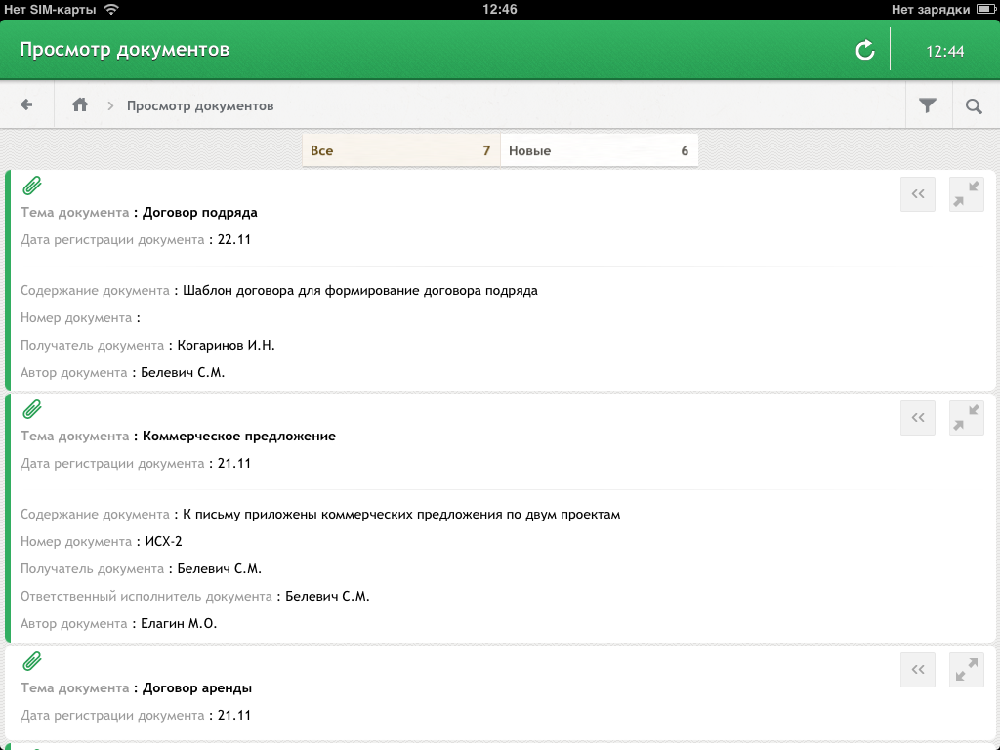 Нет SIM-карты 12:46 Нет зарядки
Просмотр документов 12:44
Просмотр документов
Все 7 Новые 6
Тема документа : Договор подряда
Дата регистрации документа : 22.11
Содержание документа : Шаблон договора для формирование договора подряда
Номер документа :
Получатель документа : Когаринов И.Н.
Автор документа : Белевич С.М.
Тема документа : Коммерческое предложение
Дата регистрации документа : 21.11
Содержание документа : К письму приложены коммерческих предложения по двум проектам
Номер документа : ИСХ-2
Получатель документа : Белевич С.М.
Ответственный исполнитель документа : Белевич С.М.
Автор документа : Елагин М.О.
Тема документа : Договор аренды
Дата регистрации документа : 21.11